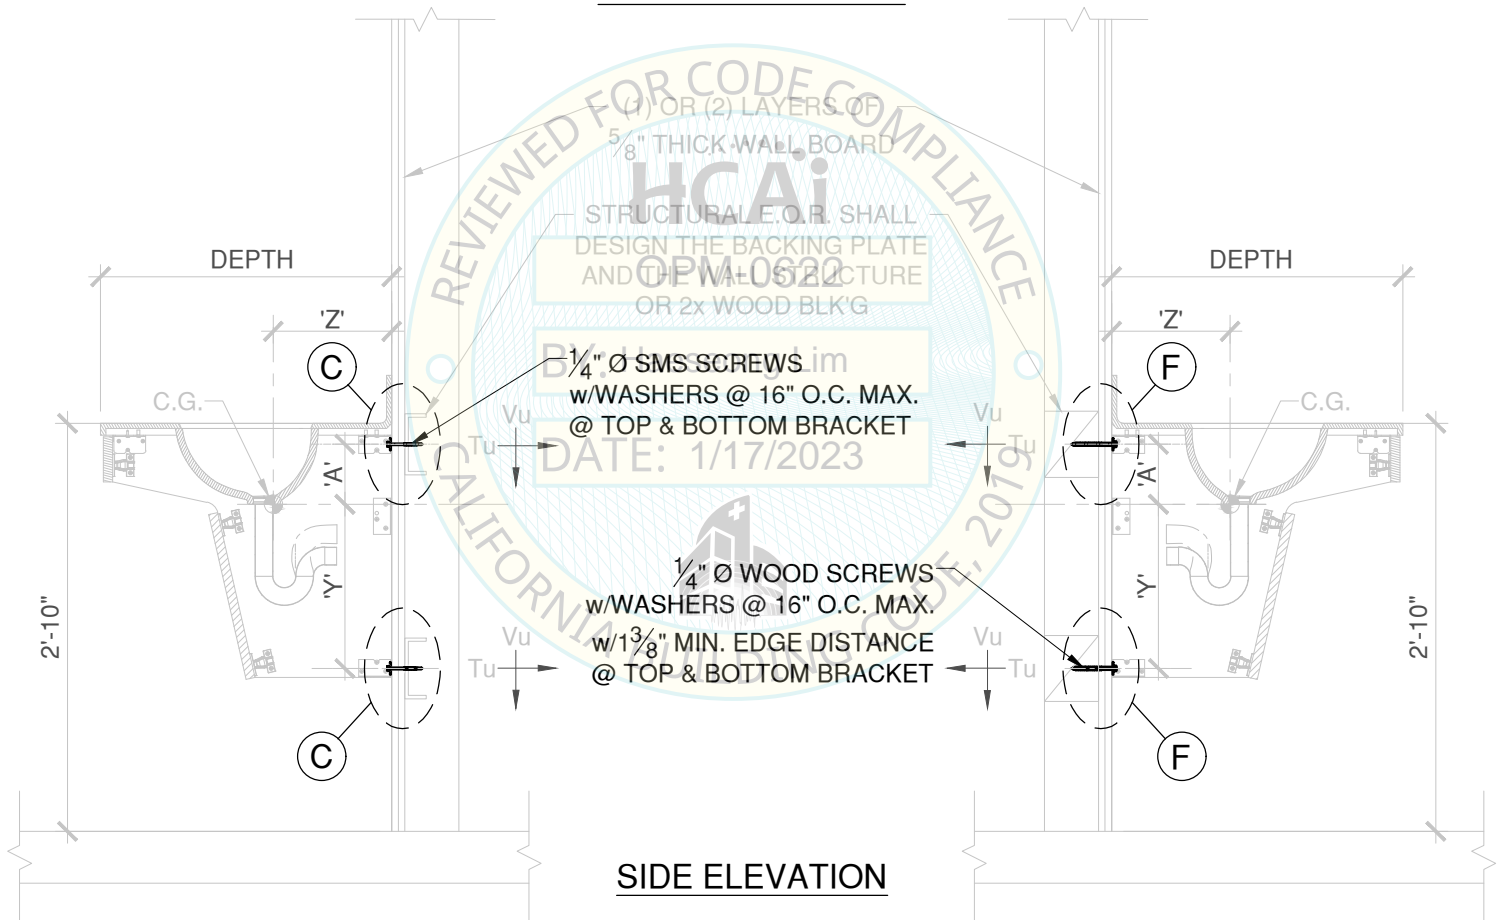 (1) OR (2) LAYERS OF
5/8" THICK WALL BOARD
REVIEWED FOR CODE COMPLIANCE
HCAi
STRUCTURAL E.O.R. SHALL
DESIGN THE BACKING PLATE
AND THE WALL STRUCTURE
OR 2x WOOD BLK'G
OPM-0622
DEPTH
DEPTH
'Z'
'Z'
C
F
1/4" Ø SMS SCREWS
w/WASHERS @ 16" O.C. MAX.
@ TOP & BOTTOM BRACKET
BY: Hanseong Lim
DATE: 1/17/2023
C.G.
C.G.
Vu
Tu
Vu
Tu
'A'
'A'
'Y'
'Y'
1/4" Ø WOOD SCREWS
w/WASHERS @ 16" O.C. MAX.
w/1 3/8" MIN. EDGE DISTANCE
@ TOP & BOTTOM BRACKET
Vu
Tu
Vu
Tu
2'-10"
2'-10"
CALIFORNIA BUILDING CODE, 2019
C
F
SIDE ELEVATION